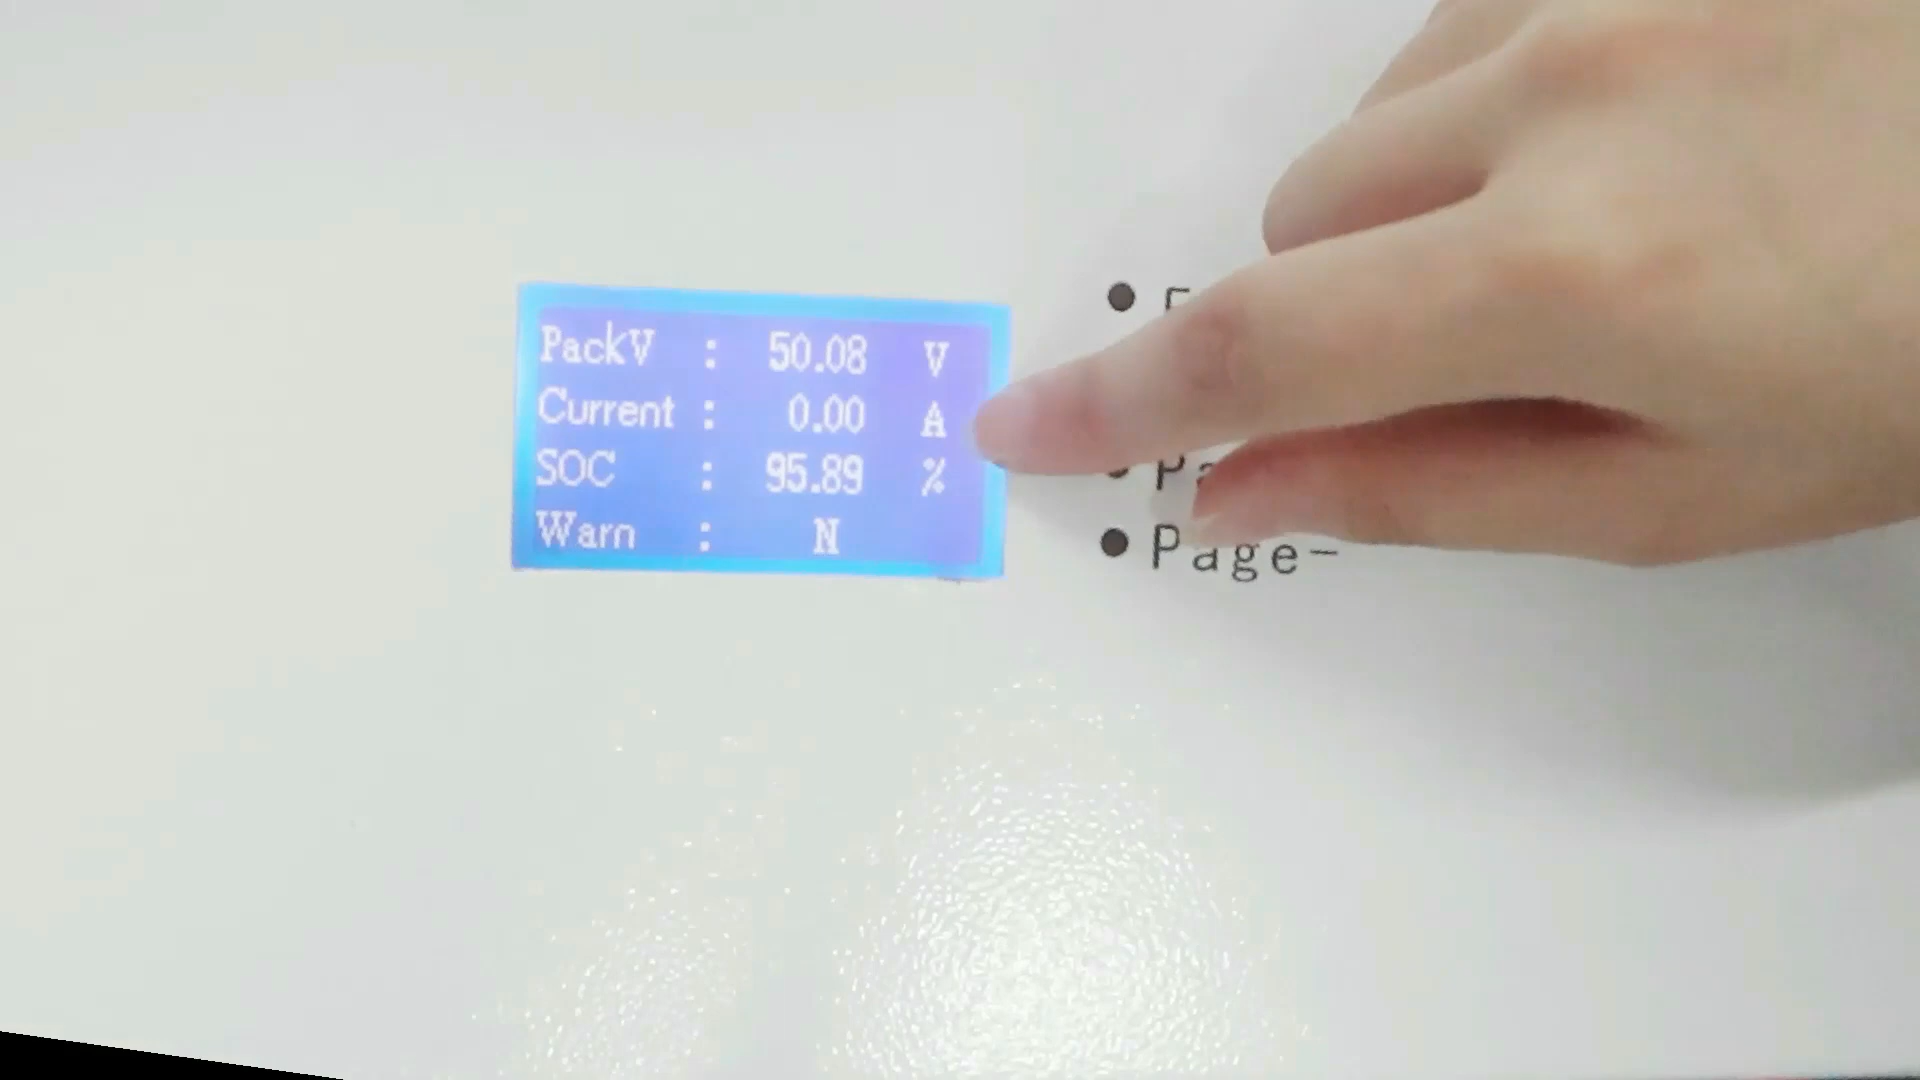 PackV : 50.08 V
Current : 0.00 A
SOC : 95.89 %
Warn : N
Page-